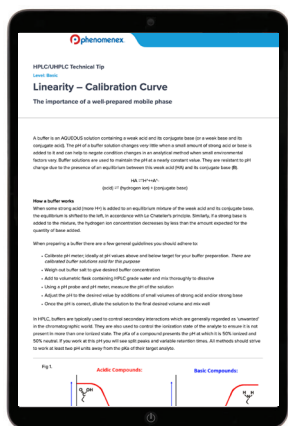 phenomenex
HPLC/UHPLC Technical Tip
Level: Basic
Linearity – Calibration Curve
The importance of a well-prepared mobile phase
A buffer is an AQUEOUS solution containing a weak acid and its conjugate base (or a weak base and its
conjugate acid). The pH of a buffer solution changes very little when a small amount of strong acid or base is
added to it and can help to negate condition changes in an analytical method when small environmental
factors vary. Buffer solutions are used to maintain the pH at a nearly constant value. They are resistant to pH
change due to the presence of an equilibrium between this weak acid (HA) and its conjugate base (B).
HA ⇌ H⁺ + A⁻
(acid) ⇌ (hydrogen ion) + (conjugate base)
How a buffer works
When some strong acid (more H+) is added to an equilibrium mixture of the weak acid and its conjugate base,
the equilibrium is shifted to the left, in accordance with Le Chatelier's principle. Similarly, if a strong base is
added to the mixture, the hydrogen ion concentration decreases by less than the amount expected for the
quantity of base added.
When preparing a buffer there are a few general guidelines you should adhere to:
• Calibrate pH meter; ideally at pH values above and below target for your buffer preparation. There are
calibrated buffer solutions sold for this purpose
• Weigh out buffer salt to give desired buffer concentration
• Add to volumetric flask containing HPLC grade water and mix thoroughly to dissolve
• Using a pH probe and pH meter, measure the pH of the solution
• Adjust the pH to the desired value by additions of small volumes of strong acid and/or strong base
• Once the pH is correct, dilute the solution to the final desired volume and mix well
In HPLC, buffers are typically used to control secondary interactions which are generally regarded as 'unwanted'
in the chromatographic world. They are also used to control the ionization state of the analyte to ensure it is not
present in more than one ionized state. The pKa of a compound presents the pH at which it is 50% ionized and
50% neutral. If you work at this pH you will see split peaks and variable retention times. All methods should strive
to work at least two pH units away from the pKa of their target analyte.
Fig 1.
Acidic Compounds:
Basic Compounds: